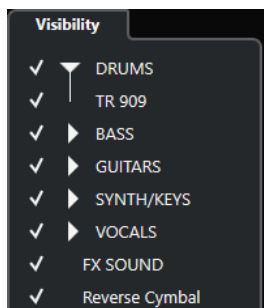 Visibility
DRUMS
TR 909
BASS
GUITARS
SYNTH/KEYS
VOCALS
FX SOUND
Reverse Cymbal